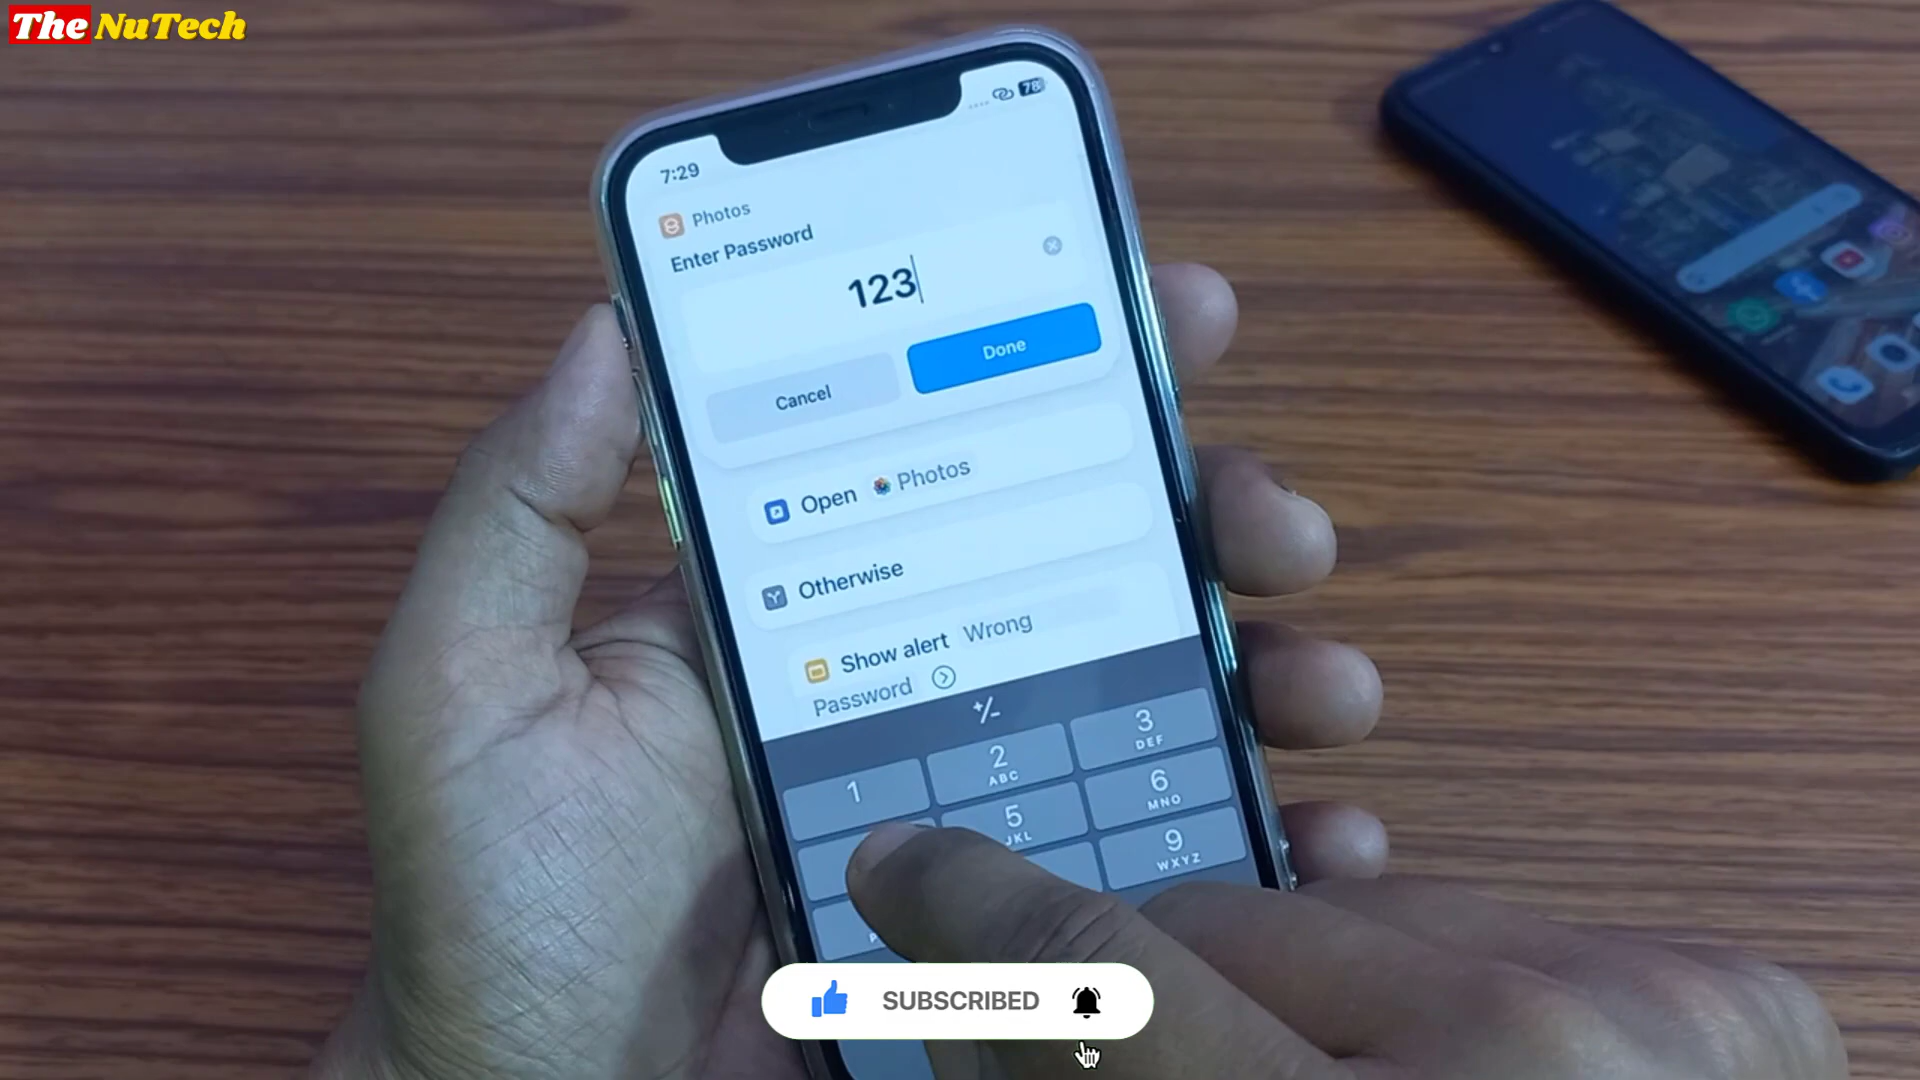 The NuTech
78
7:29
Photos
Enter Password
123
Cancel
Done
Open Photos
Otherwise
Show alert Wrong
Password
+/-
1
2
ABC
3
DEF
5
JKL
6
MNO
9
WXYZ
P
SUBSCRIBED